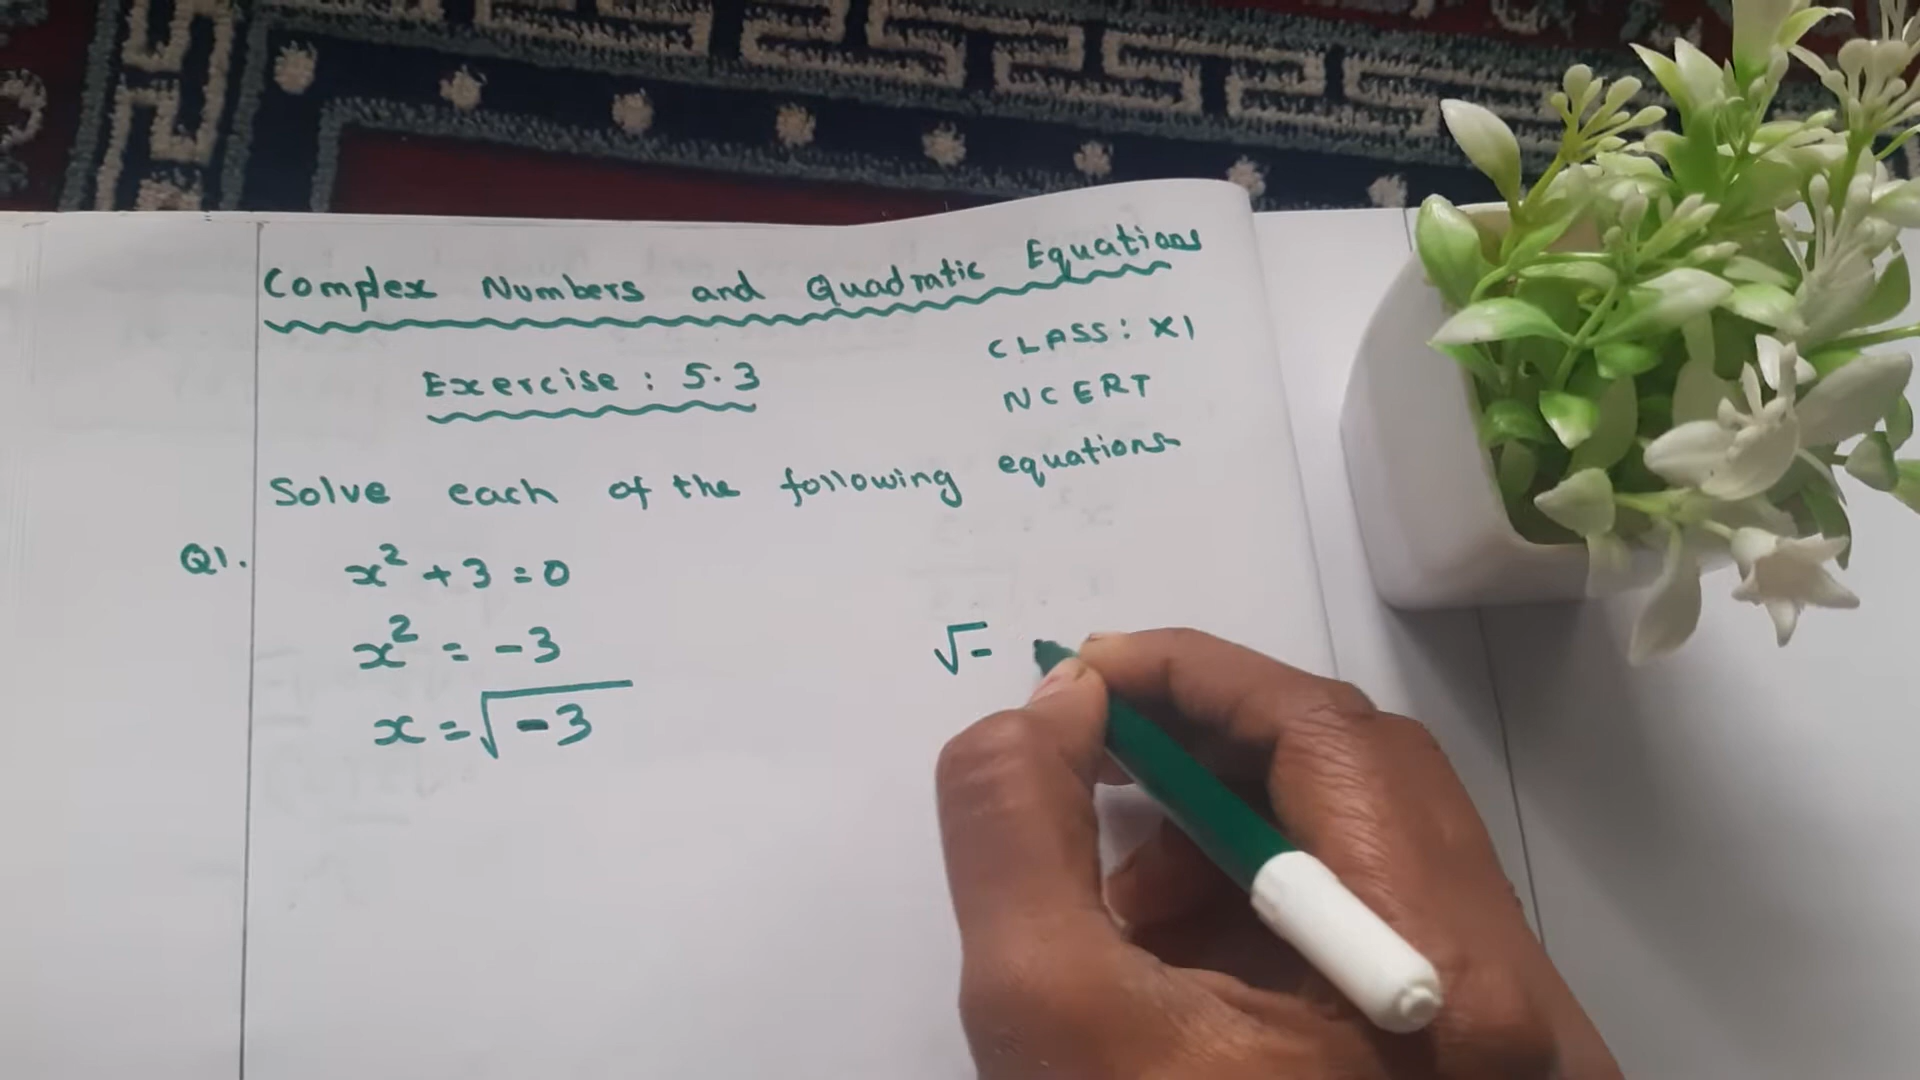 Complex Numbers and Quadratic Equations
CLASS: XI
Exercise: 5.3
NCERT
Solve each of the following equations
Q1. x² + 3 = 0
x² = -3
x = √-3
√-